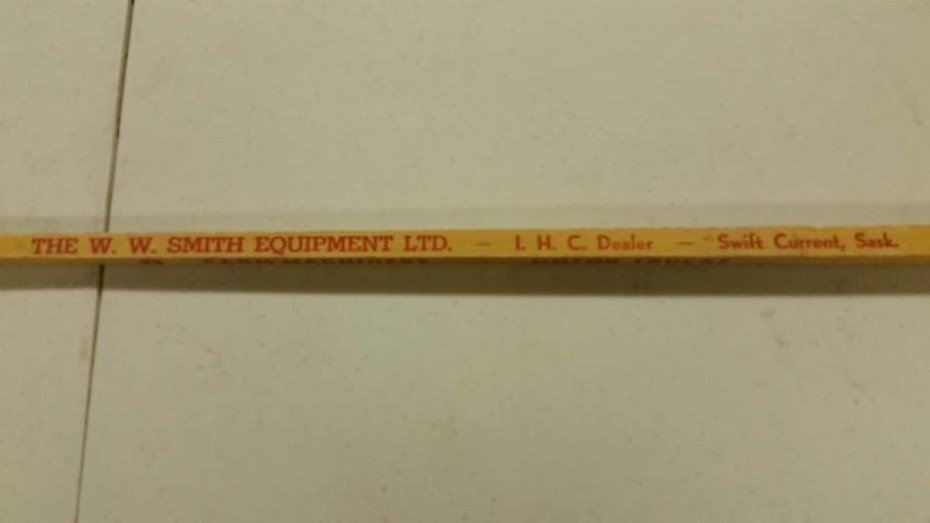 THE W. W. SMITH EQUIPMENT LTD. — I. H. C. Dealer — Swift Current, Sask.